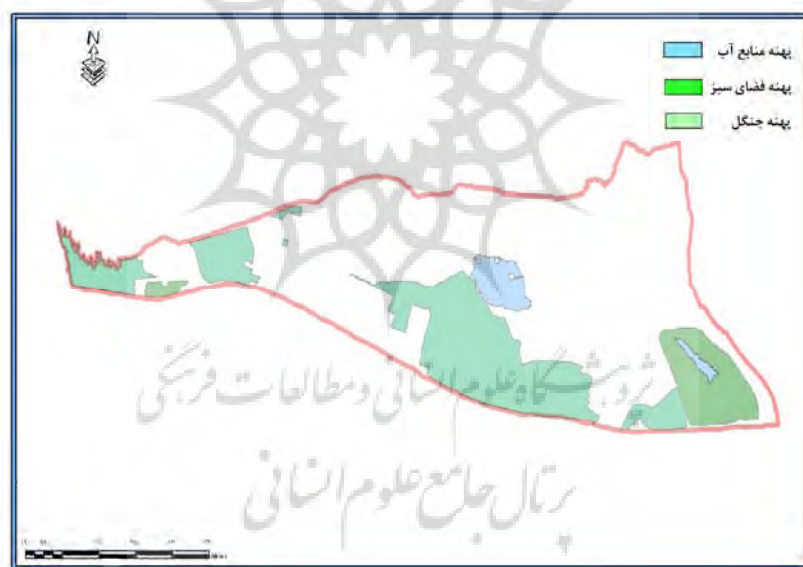 N
پهنه منابع آب
پهنه فضای سبز
پهنه جنگل
پژوهشگاه علوم انسانی و مطالعات فرهنگی
پرتال جامع علوم انسانی